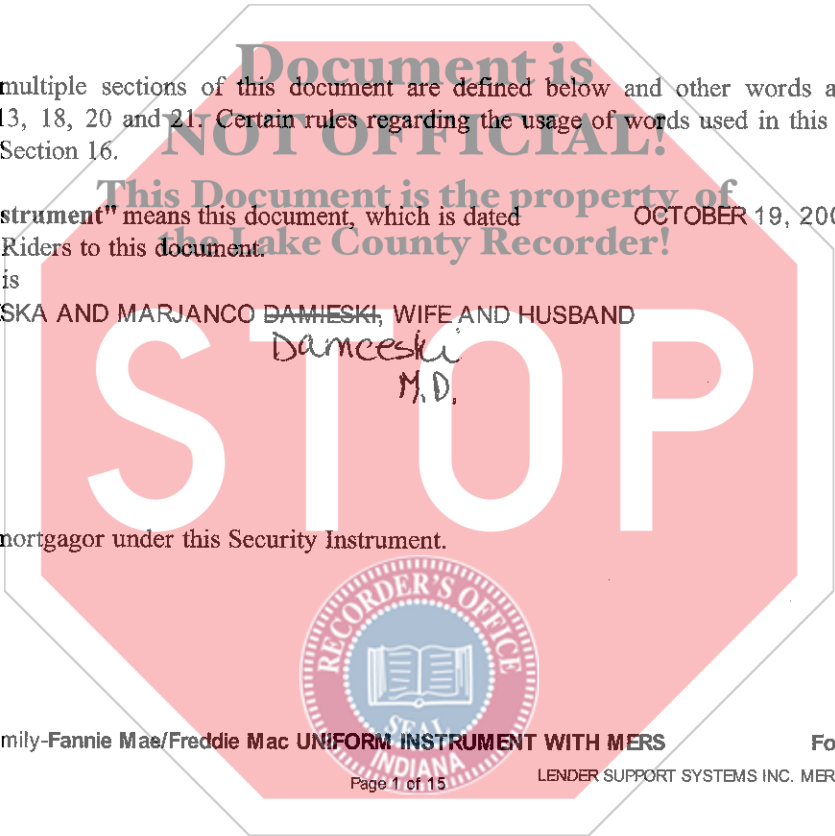 Document is
multiple sections of this document are defined below and other words a
13, 18, 20 and 21. Certain rules regarding the usage of words used in this
NOT OFFICIAL!
Section 16.
This Document is the property of
strument" means this document, which is dated OCTOBER 19, 200
the Lake County Recorder!
Riders to this document.
is
SKA AND MARJANCO DAMIESKI, WIFE AND HUSBAND
Damceski
M.D.
STOP
mortgagor under this Security Instrument.
RECORDER'S OFFICE
SEAL
INDIANA
mily-Fannie Mae/Freddie Mac UNIFORM INSTRUMENT WITH MERS Fo
Page 1 of 15 LENDER SUPPORT SYSTEMS INC. MER